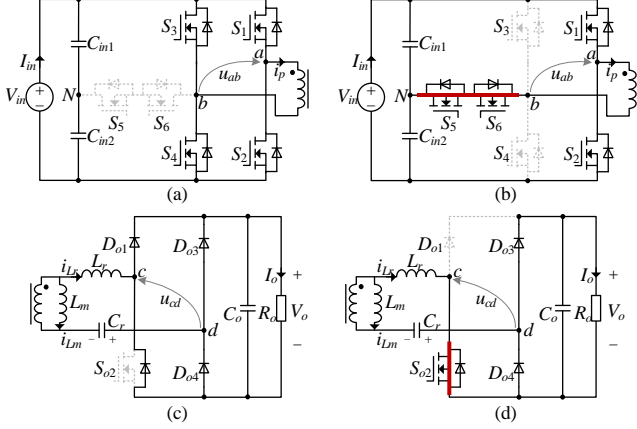 S3
S1
Cin1
a
ip
Iin
uab
Vin
+
−
N
b
S5
S6
Cin2
S4
S2
(a)
S3
S1
Cin1
a
ip
Iin
uab
Vin
+
−
N
b
S5
S6
Cin2
S4
S2
(b)
Do1
Do3
iLr
Lr
c
Io
+
Lm
ucd
Co
Ro
Vo
Cr
d
iLm
−
+
−
So2
Do4
(c)
Do1
Do3
iLr
Lr
c
Io
+
Lm
ucd
Co
Ro
Vo
Cr
d
iLm
−
+
−
So2
Do4
(d)